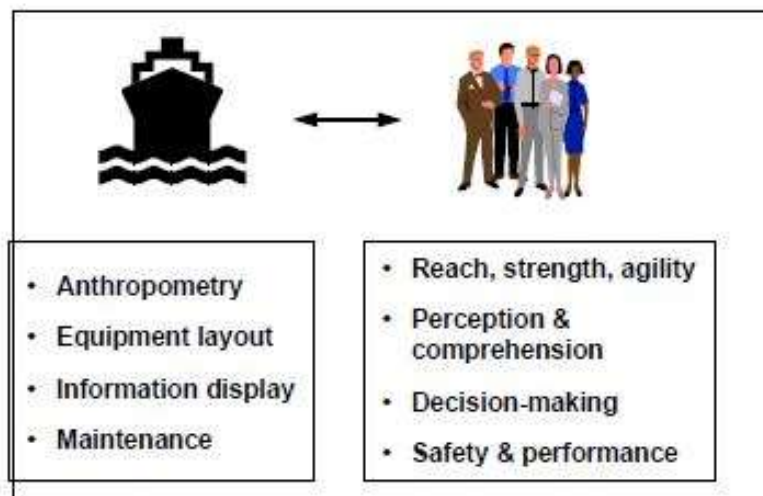 • Anthropometry
• Equipment layout
• Information display
• Maintenance
• Reach, strength, agility
• Perception &
comprehension
• Decision-making
• Safety & performance